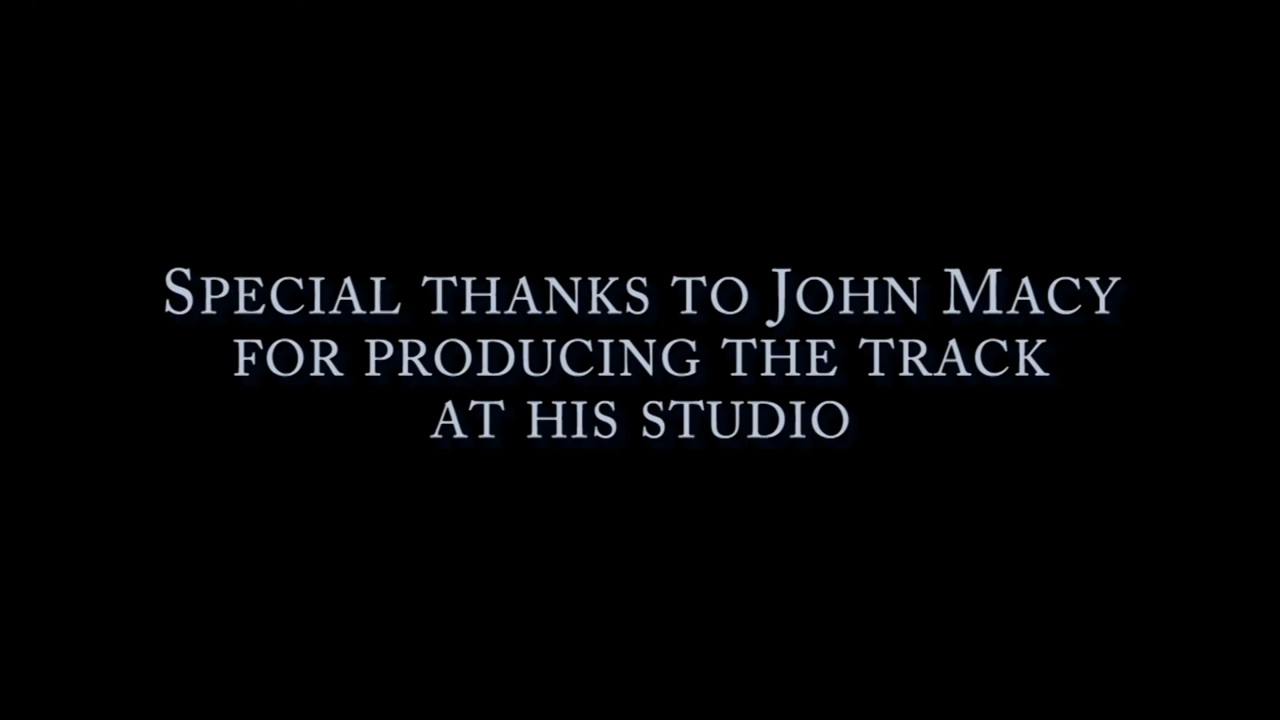 Special thanks to John Macy
for producing the track
at his studio